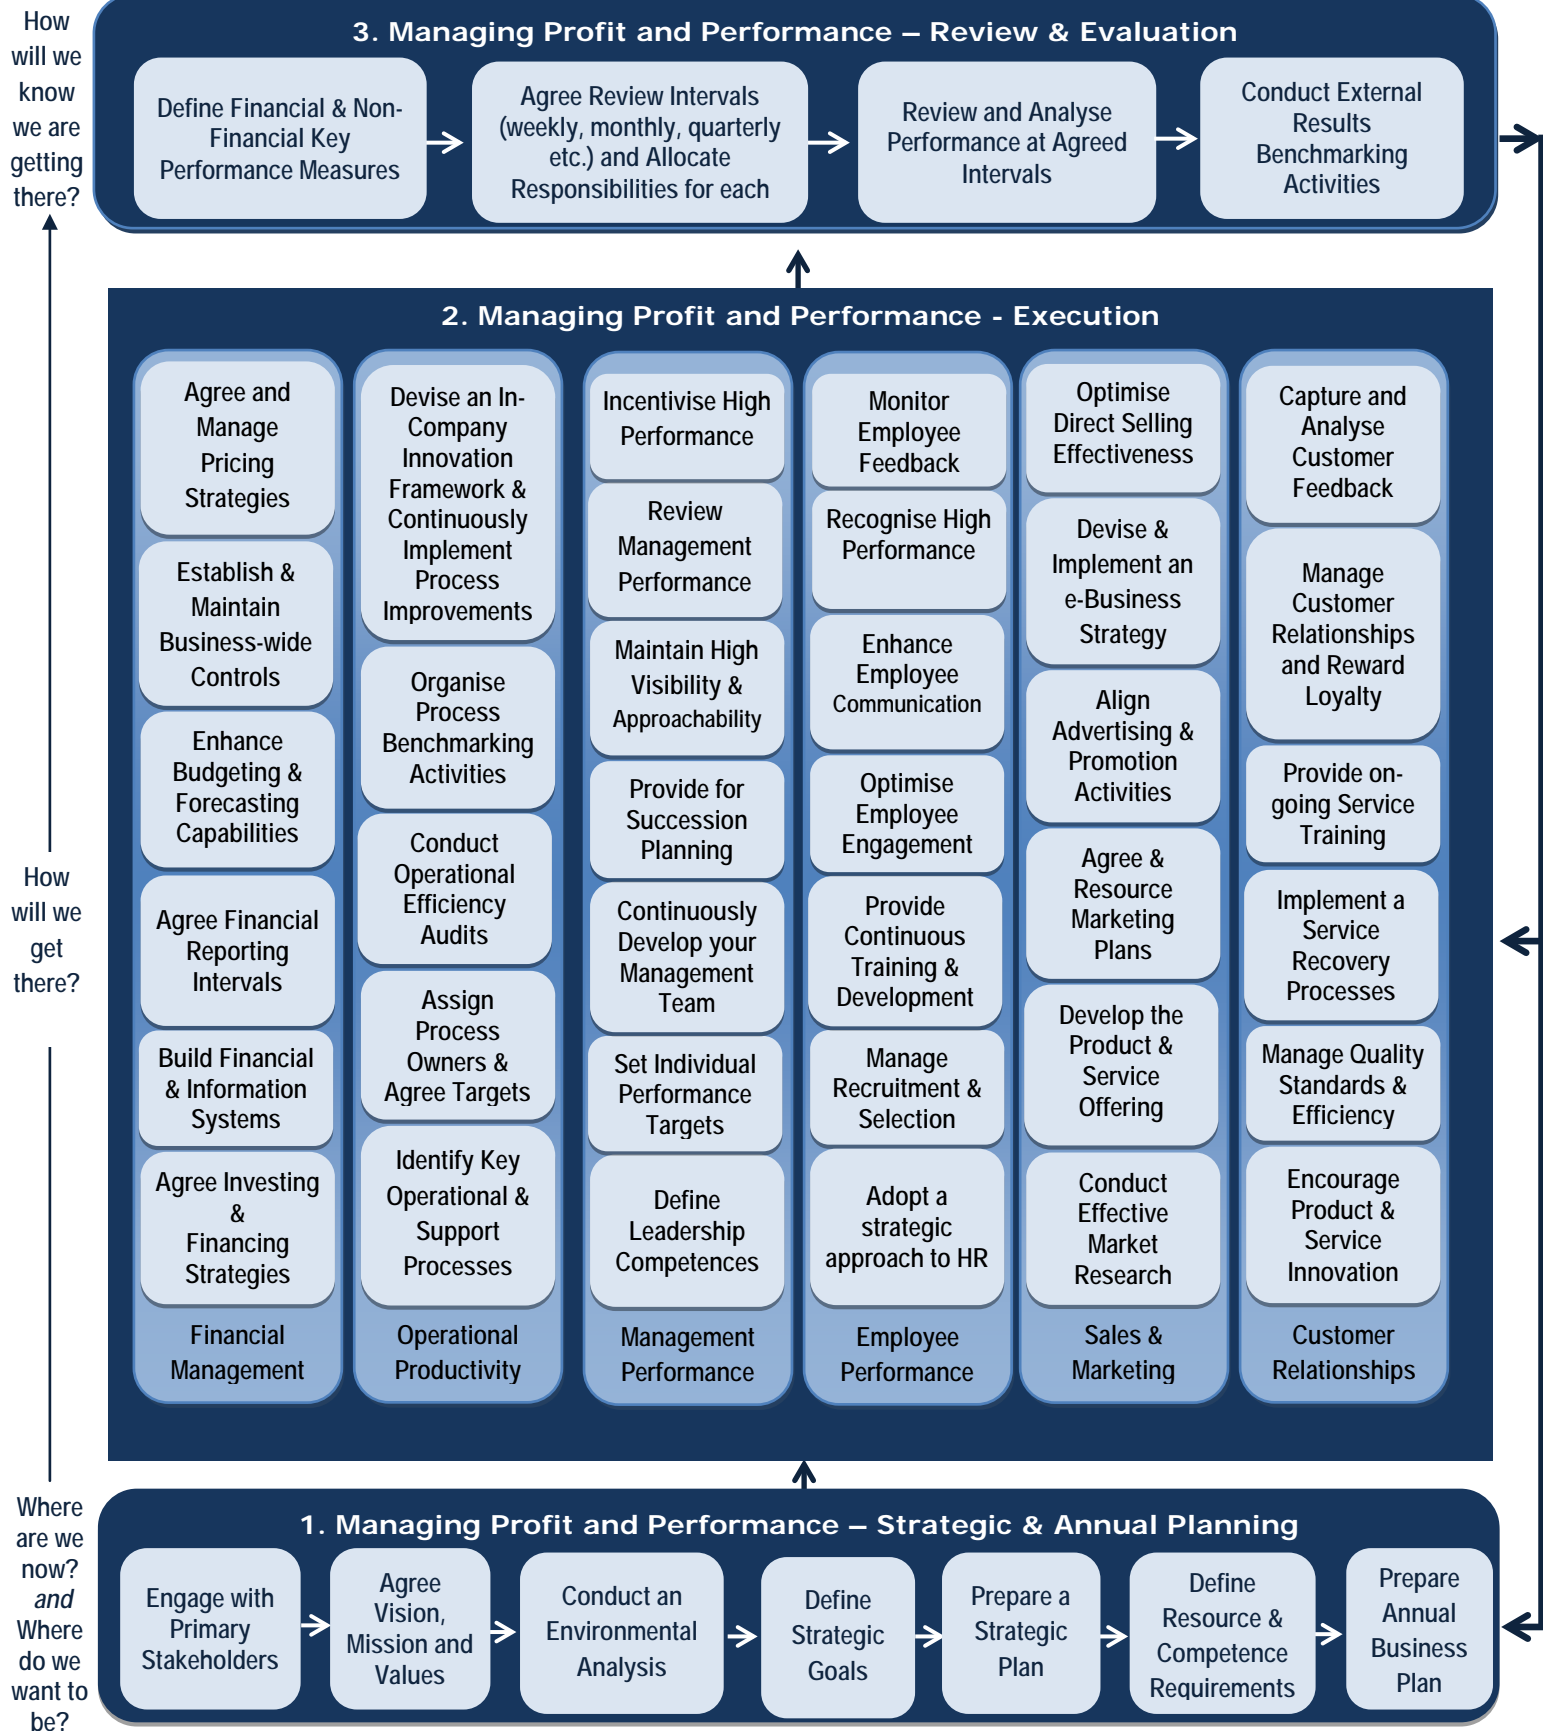 How
will we
know
we are
getting
there?
3. Managing Profit and Performance – Review & Evaluation
Define Financial & Non-
Financial Key
Performance Measures
Agree Review Intervals
(weekly, monthly, quarterly
etc.) and Allocate
Responsibilities for each
Review and Analyse
Performance at Agreed
Intervals
Conduct External
Results
Benchmarking
Activities
How
will we
get
there?
2. Managing Profit and Performance - Execution
Agree and
Manage
Pricing
Strategies
Establish &
Maintain
Business-wide
Controls
Enhance
Budgeting &
Forecasting
Capabilities
Agree Financial
Reporting
Intervals
Build Financial
& Information
Systems
Agree Investing
&
Financing
Strategies
Financial
Management
Devise an In-
Company
Innovation
Framework &
Continuously
Implement
Process
Improvements
Organise
Process
Benchmarking
Activities
Conduct
Operational
Efficiency
Audits
Assign
Process
Owners &
Agree Targets
Identify Key
Operational &
Support
Processes
Operational
Productivity
Incentivise High
Performance
Review
Management
Performance
Maintain High
Visibility &
Approachability
Provide for
Succession
Planning
Continuously
Develop your
Management
Team
Set Individual
Performance
Targets
Define
Leadership
Competences
Management
Performance
Monitor
Employee
Feedback
Recognise High
Performance
Enhance
Employee
Communication
Optimise
Employee
Engagement
Provide
Continuous
Training &
Development
Manage
Recruitment &
Selection
Adopt a
strategic
approach to HR
Employee
Performance
Optimise
Direct Selling
Effectiveness
Devise &
Implement an
e-Business
Strategy
Align
Advertising &
Promotion
Activities
Agree &
Resource
Marketing
Plans
Develop the
Product &
Service
Offering
Conduct
Effective
Market
Research
Sales &
Marketing
Capture and
Analyse
Customer
Feedback
Manage
Customer
Relationships
and Reward
Loyalty
Provide on-
going Service
Training
Implement a
Service
Recovery
Processes
Manage Quality
Standards &
Efficiency
Encourage
Product &
Service
Innovation
Customer
Relationships
Where
are we
now?
and
Where
do we
want to
be?
1. Managing Profit and Performance – Strategic & Annual Planning
Engage with
Primary
Stakeholders
Agree
Vision,
Mission and
Values
Conduct an
Environmental
Analysis
Define
Strategic
Goals
Prepare a
Strategic
Plan
Define
Resource &
Competence
Requirements
Prepare
Annual
Business
Plan